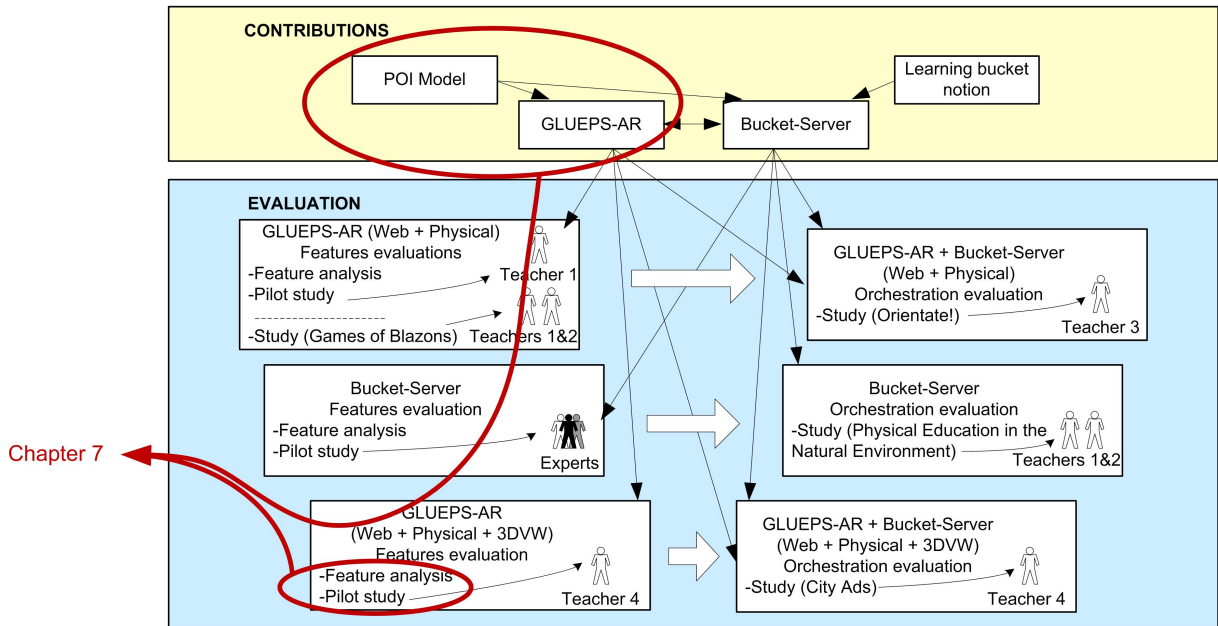 CONTRIBUTIONS
POI Model
Learning bucket
notion
GLUEPS-AR
Bucket-Server
EVALUATION
GLUEPS-AR (Web + Physical)
Features evaluations
-Feature analysis
-Pilot study
Teacher 1
--------------------
-Study (Games of Blazons)
Teachers 1&2
GLUEPS-AR + Bucket-Server
(Web + Physical)
Orchestration evaluation
-Study (Orientate!)
Teacher 3
Bucket-Server
Features evaluation
-Feature analysis
-Pilot study
Experts
Bucket-Server
Orchestration evaluation
-Study (Physical Education in the
Natural Environment)
Teachers 1&2
Chapter 7
GLUEPS-AR
(Web + Physical + 3DVW)
Features evaluation
-Feature analysis
-Pilot study
Teacher 4
GLUEPS-AR + Bucket-Server
(Web + Physical + 3DVW)
Orchestration evaluation
-Study (City Ads)
Teacher 4